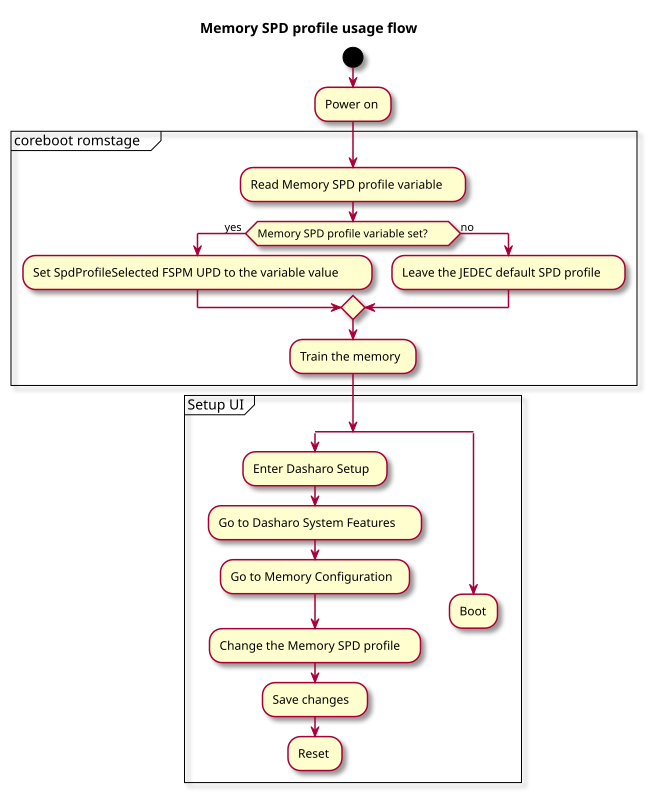 Memory SPD profile usage flow
Power on
coreboot romstage
Read Memory SPD profile variable
yes
Memory SPD profile variable set?
no
Set SpdProfileSelected FSPM UPD to the variable value
Leave the JEDEC default SPD profile
Train the memory
Setup UI
Enter Dasharo Setup
Go to Dasharo System Features
Go to Memory Configuration
Boot
Change the Memory SPD profile
Save changes
Reset